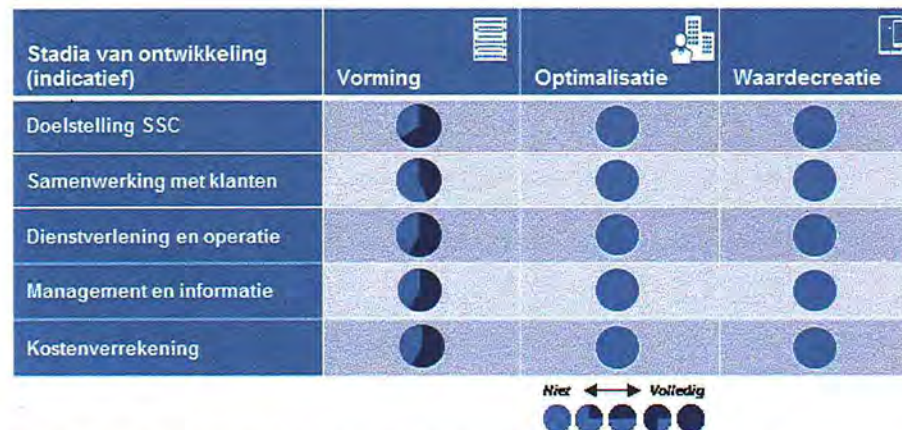 Stadia van ontwikkeling
(indicatief)
Vorming
Optimalisatie
Waardecreatie
Doelstelling SSC
Samenwerking met klanten
Dienstverlening en operatie
Management en informatie
Kostenverrekening
Niet
Volledig